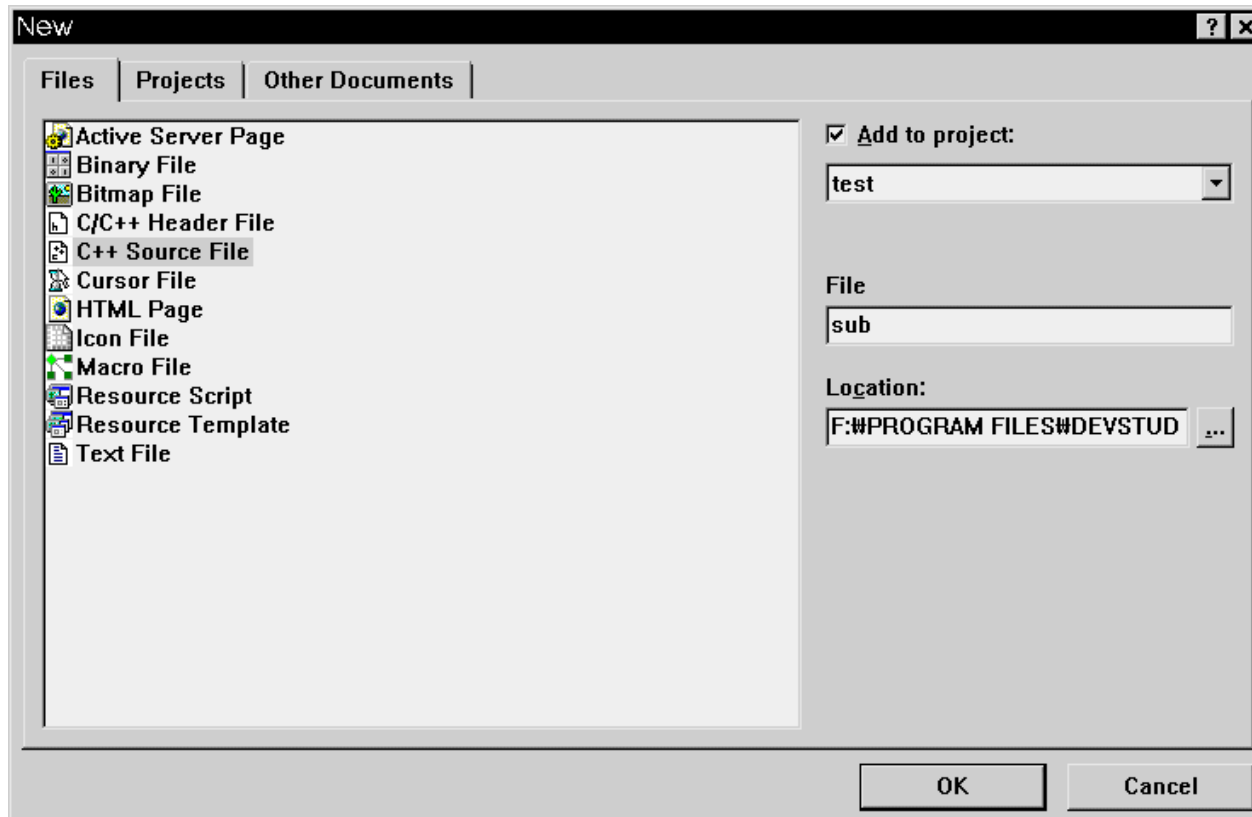 New
Files Projects Other Documents
Active Server Page
Binary File
Bitmap File
C/C++ Header File
C++ Source File
Cursor File
HTML Page
Icon File
Macro File
Resource Script
Resource Template
Text File
Add to project:
test
File
sub
Location:
F:₩PROGRAM FILES₩DEVSTUD
...
OK Cancel